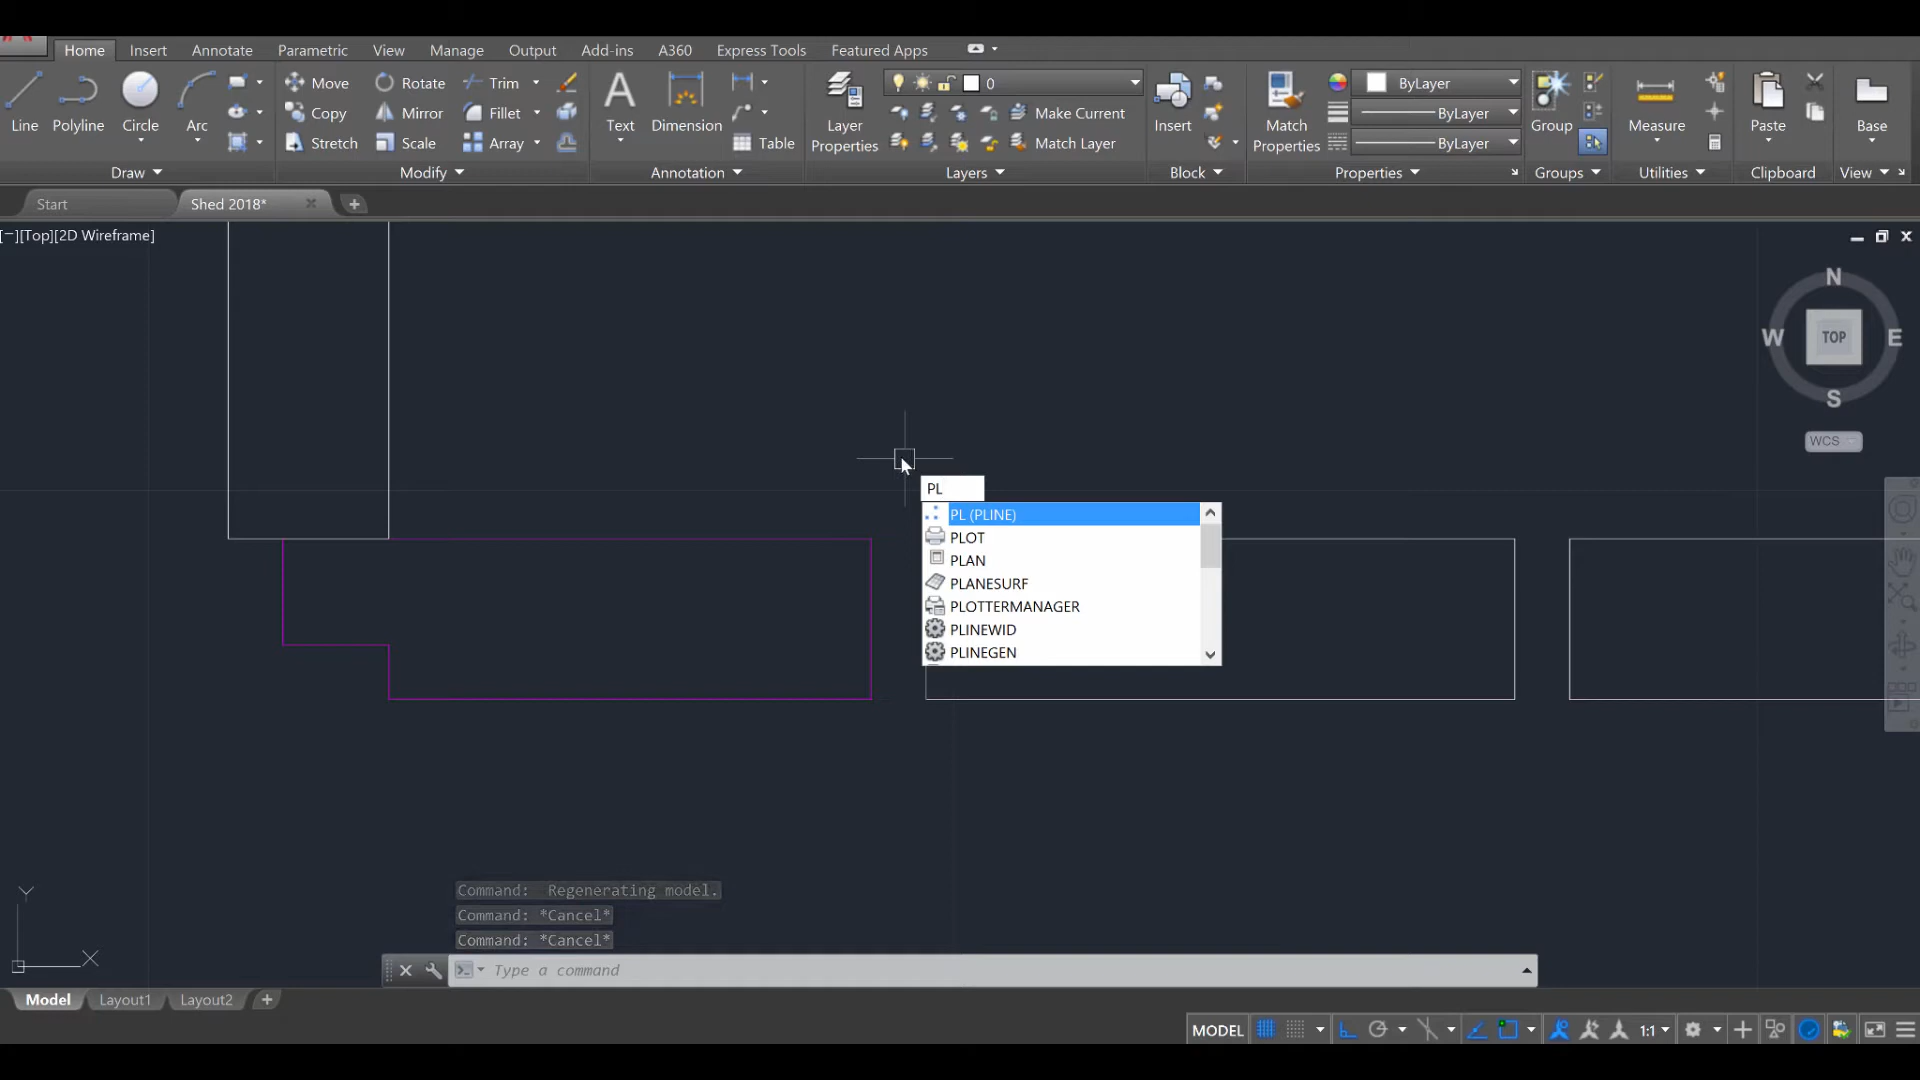 Home Insert Annotate Parametric View Manage Output Add-ins A360 Express Tools Featured Apps
Line Polyline Circle Arc
Move Rotate Trim
Copy Mirror Fillet
Stretch Scale Array
Text Dimension Table
Layer Properties
0
Make Current
Match Layer
Insert
Match Properties
ByLayer
ByLayer
ByLayer
Group
Measure
Paste
Base
Draw Modify Annotation Layers Block Properties Groups Utilities Clipboard View
Start Shed 2018*
[−][Top][2D Wireframe]
N
W TOP E
S
WCS
PL
PL (PLINE)
PLOT
PLAN
PLANESURF
PLOTTERMANAGER
PLINEWID
PLINEGEN
Command: Regenerating model.
Command: *Cancel*
Command: *Cancel*
Y
X
Type a command
Model Layout1 Layout2
MODEL 1:1